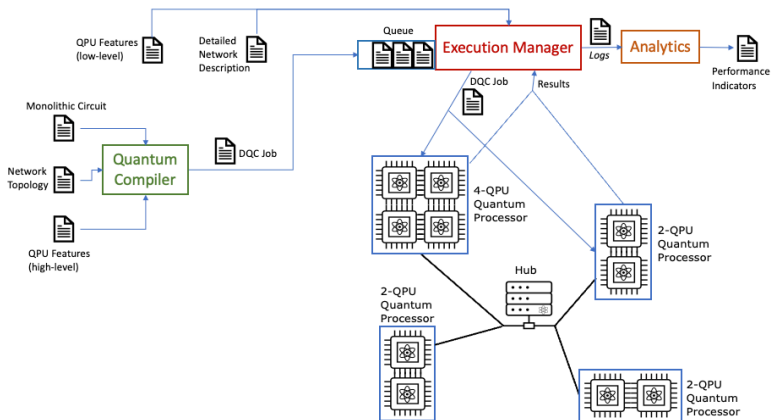 QPU Features
(low-level)
Detailed
Network
Description
Queue
Execution Manager
Logs
Analytics
Performance
Indicators
DQC Job
Results
Monolithic Circuit
Network
Topology
Quantum
Compiler
DQC Job
QPU Features
(high-level)
4-QPU
Quantum
Processor
2-QPU
Quantum
Processor
Hub
2-QPU
Quantum
Processor
2-QPU
Quantum
Processor